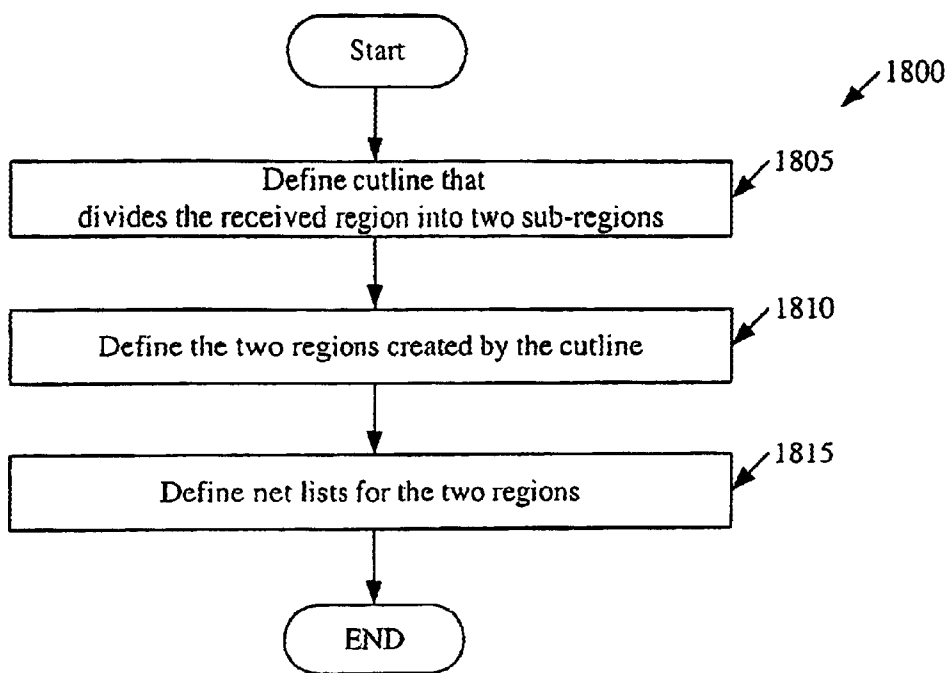 Start
1800
1805
Define cutline that
divides the received region into two sub-regions
1810
Define the two regions created by the cutline
1815
Define net lists for the two regions
END